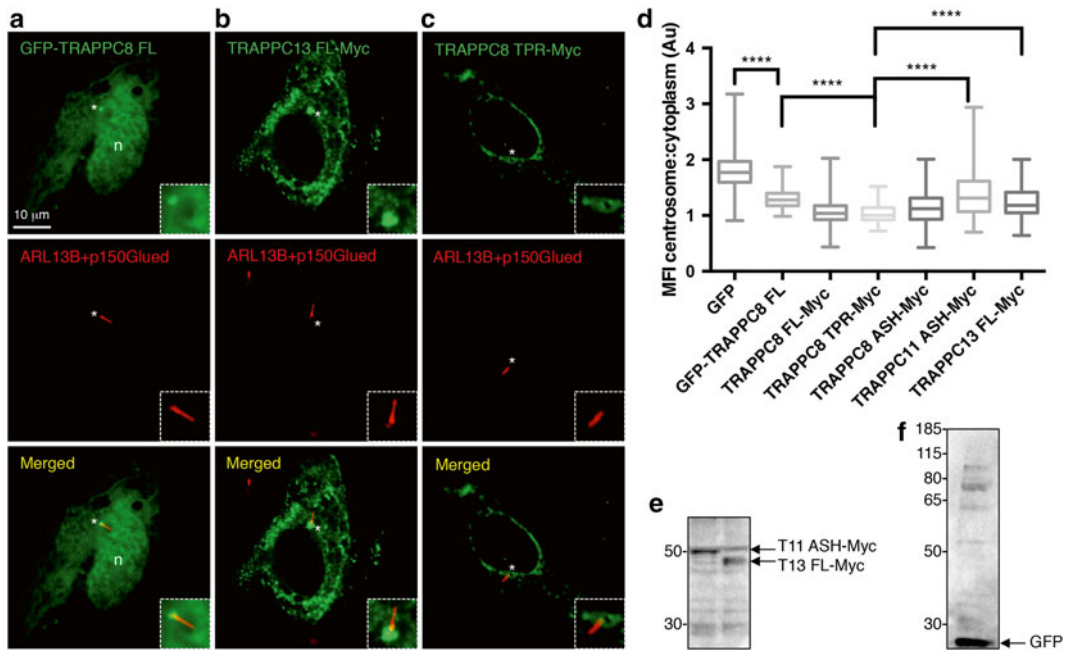 a
GFP-TRAPPC8 FL
*
n
10 μm
ARL13B+p150Glued
*
Merged
*
n
b
TRAPPC13 FL-Myc
*
ARL13B+p150Glued
*
Merged
*
c
TRAPPC8 TPR-Myc
*
ARL13B+p150Glued
*
Merged
*
d
MFI centrosome:cytoplasm (Au)
4
3
2
1
0
****
****
****
****
GFP
GFP-TRAPPC8 FL
TRAPPC8 FL-Myc
TRAPPC8 TPR-Myc
TRAPPC8 ASH-Myc
TRAPPC11 ASH-Myc
TRAPPC13 FL-Myc
e
50
30
T11 ASH-Myc
T13 FL-Myc
f
185
115
80
65
50
30
GFP